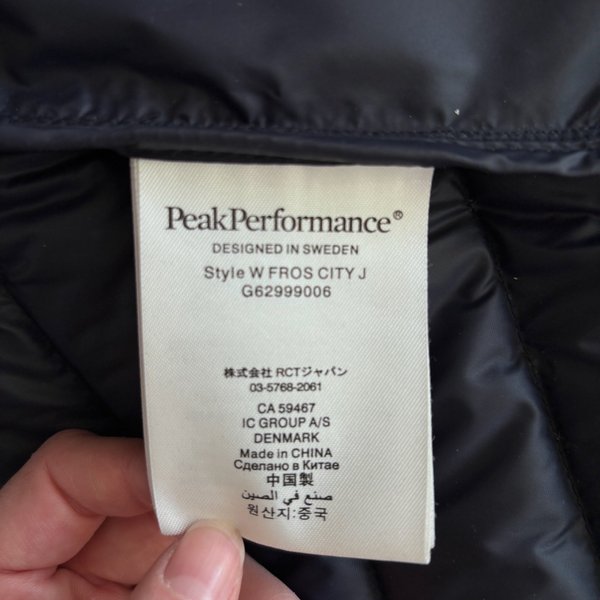 PeakPerformance®
DESIGNED IN SWEDEN
Style W FROS CITY J
G62999006
株式会社 RCTジャパン
03-5768-2061
CA 59467
IC GROUP A/S
DENMARK
Made in CHINA
Сделано в Китае
中国製
صنع في الصين
원산지:중국